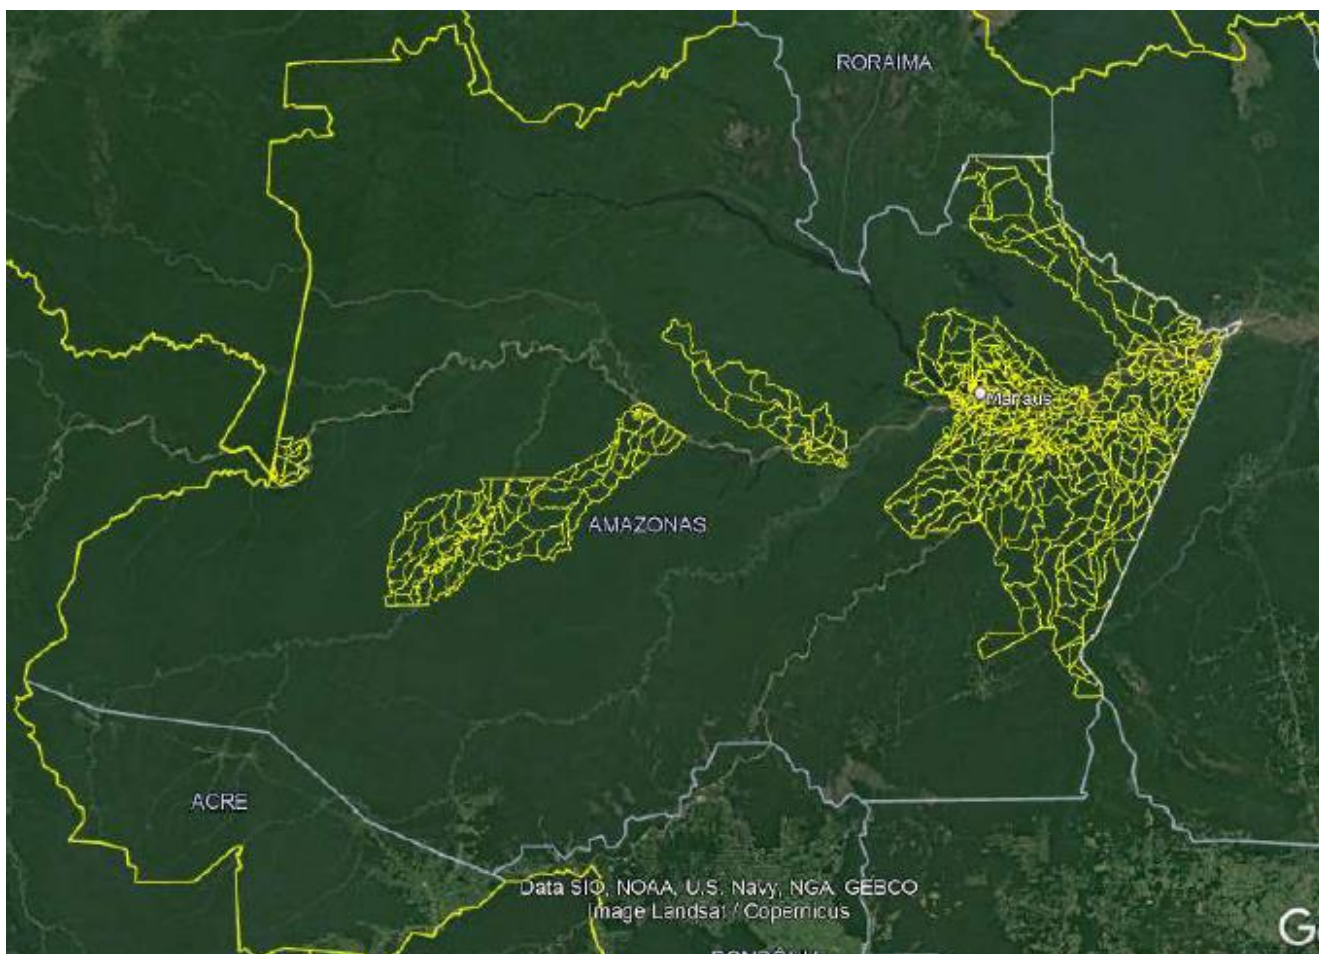 RORAIMA
Manaus
AMAZONAS
ACRE
Data SIO, NOAA, U.S. Navy, NGA, GEBCO
Image Landsat / Copernicus